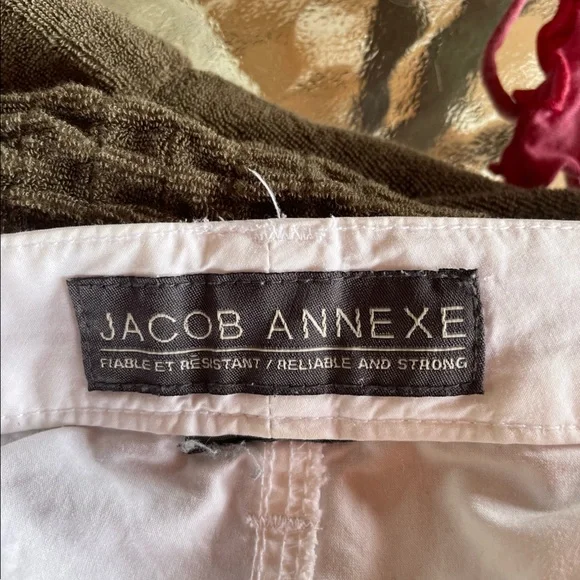 JACOB ANNEXE
FIABLE ET RÉSISTANT / RELIABLE AND STRONG